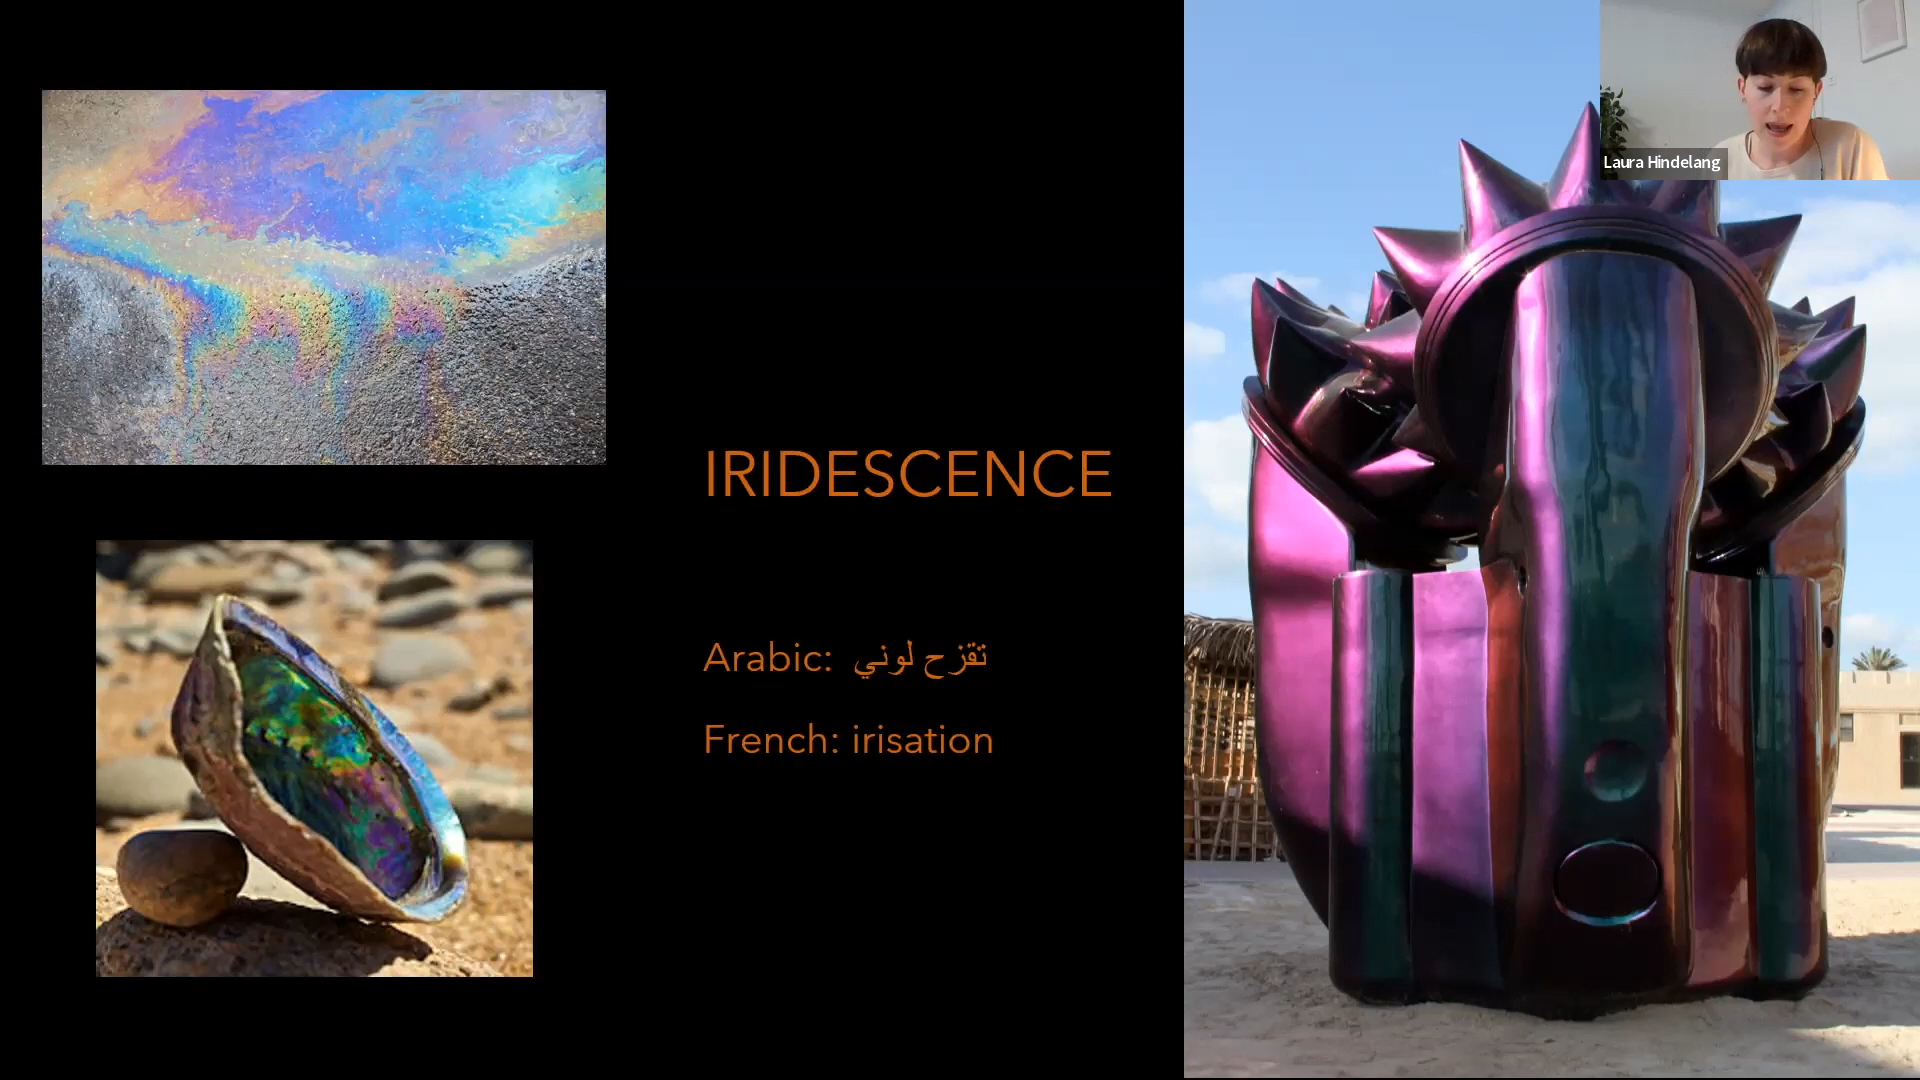 Laura Hindelang
IRIDESCENCE
Arabic: تقزح لوني
French: irisation